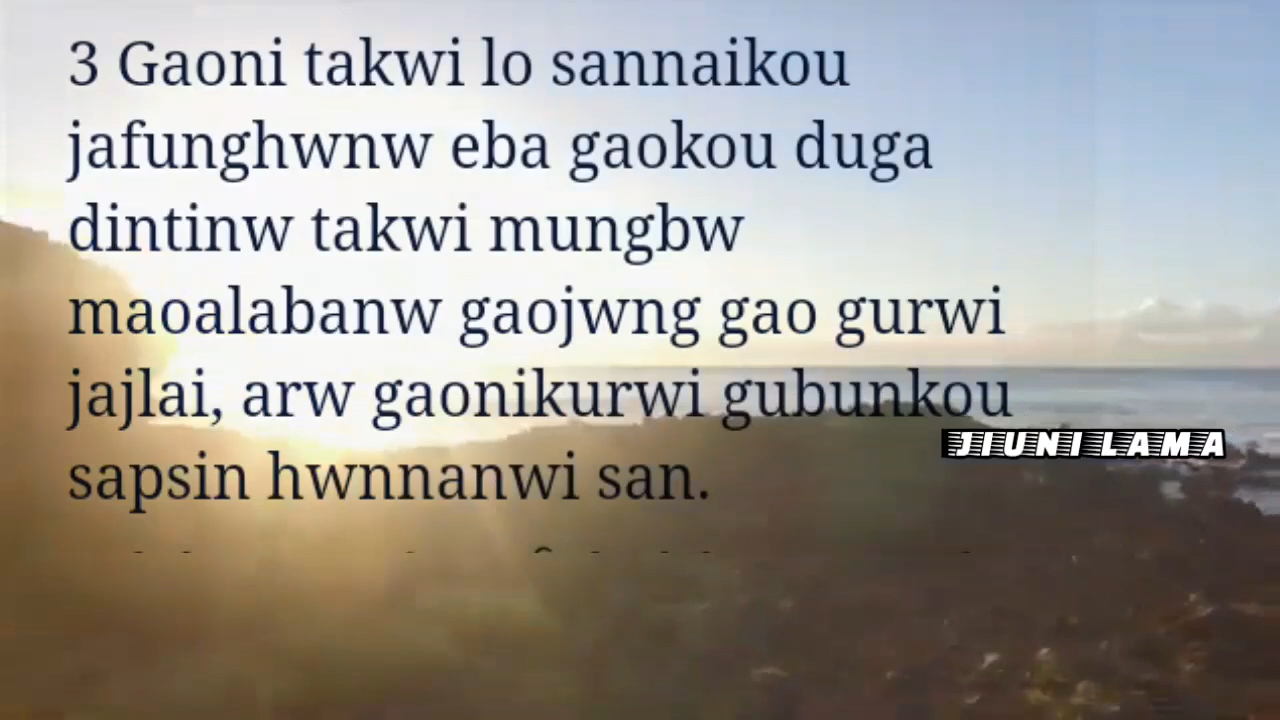 3 Gaoni takwi lo sannaikou
jafunghwnw eba gaokou duga
dintinw takwi mungbw
maoalabanw gaojwng gao gurwi
jajlai, arw gaonikurwi gubunkou
sapsin hwnnanwi san.
JIUNI LAMA